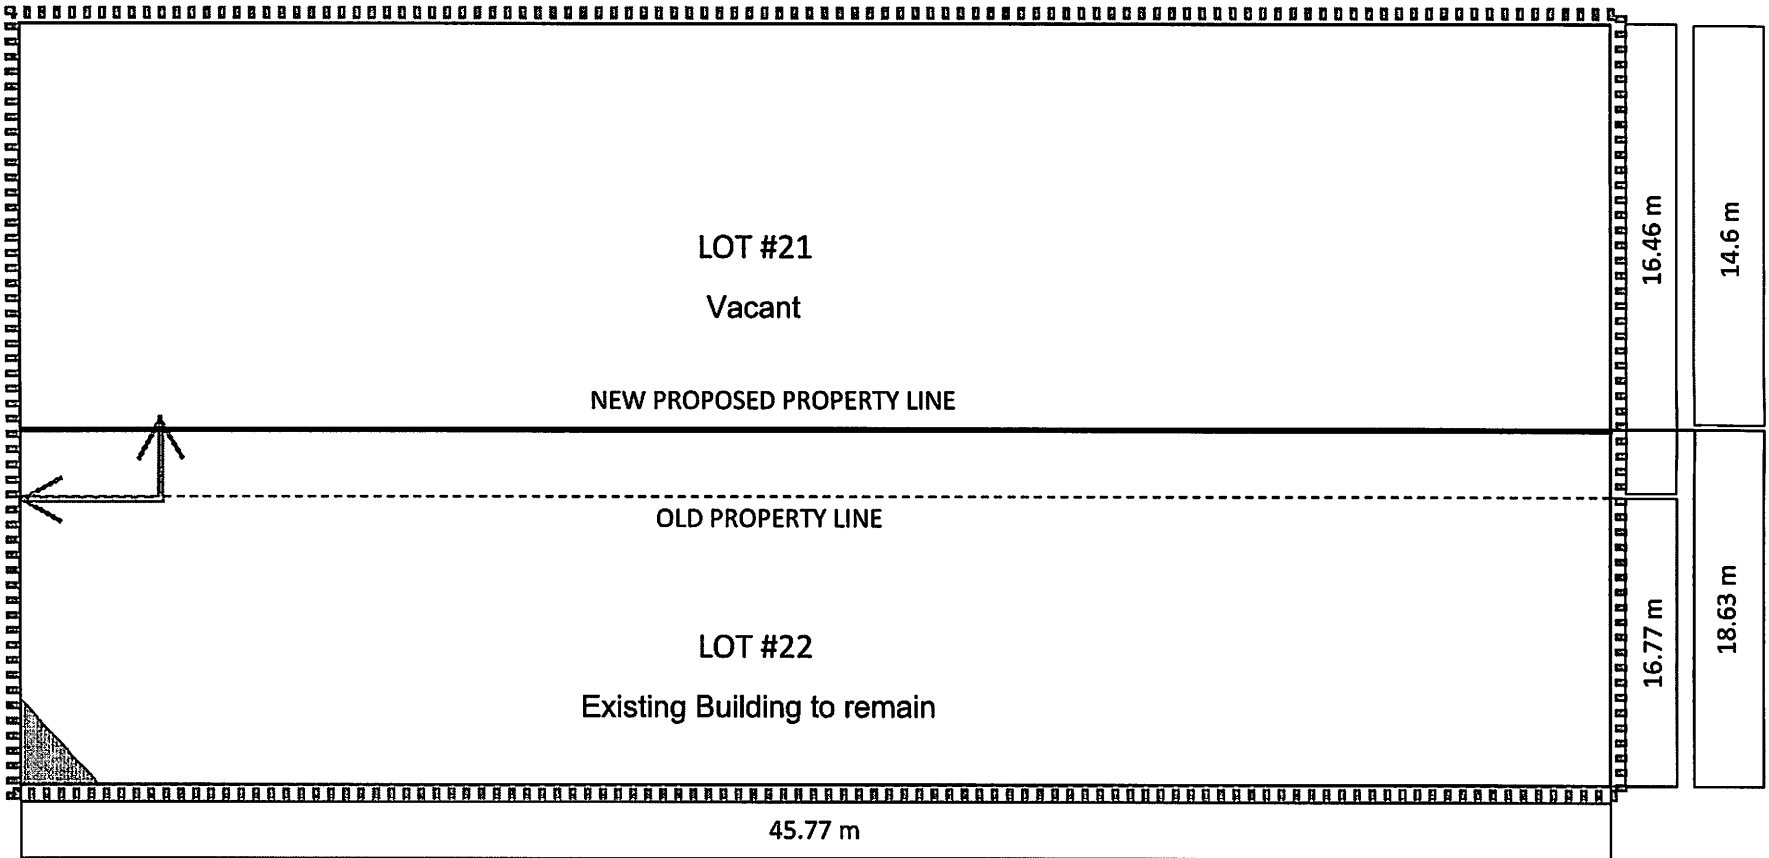 LOT #21
Vacant
NEW PROPOSED PROPERTY LINE
OLD PROPERTY LINE
LOT #22
Existing Building to remain
45.77 m
16.46 m
14.6 m
16.77 m
18.63 m